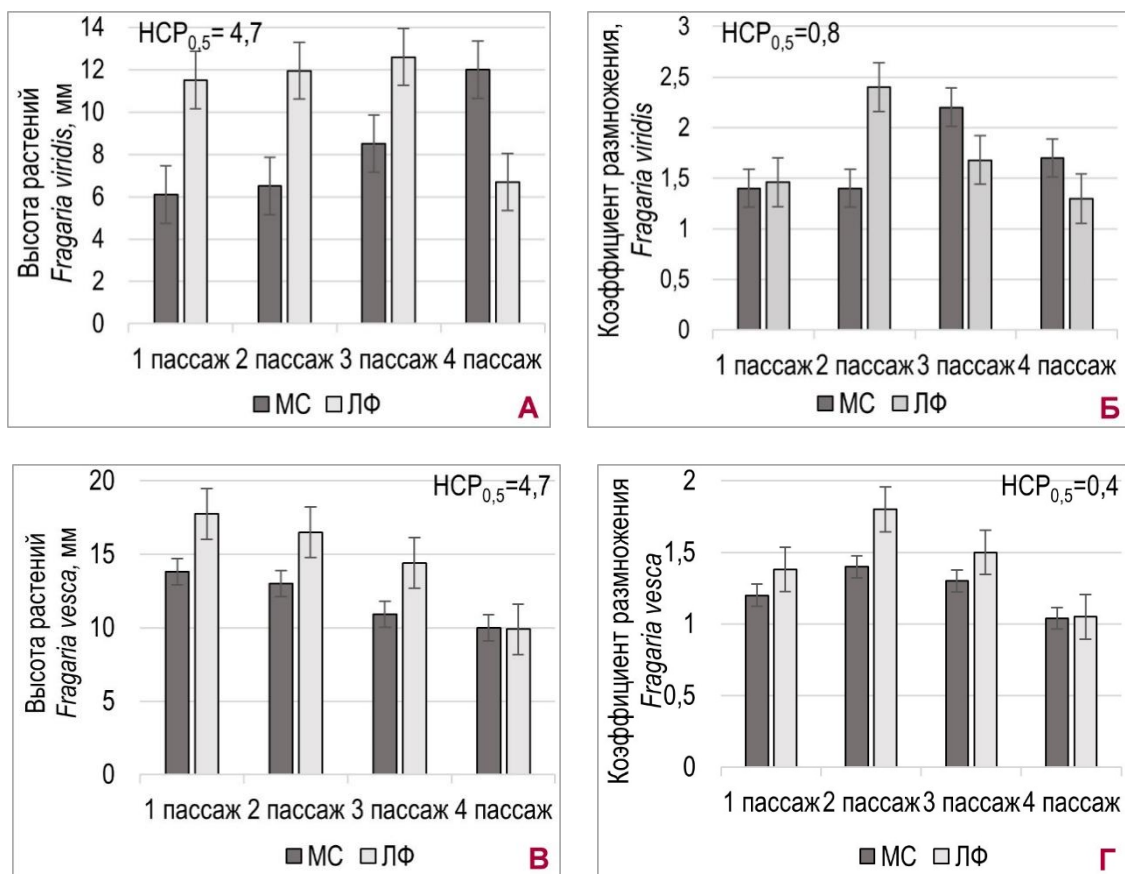 НСР0,5= 4,7
Высота растений
Fragaria viridis, мм
14
12
10
8
6
4
2
0
1 пассаж 2 пассаж 3 пассаж 4 пассаж
МС ЛФ
А
НСР0,5=0,8
Коэффициент размножения,
Fragaria viridis
3
2,5
2
1,5
1
0,5
0
1 пассаж 2 пассаж 3 пассаж 4 пассаж
МС ЛФ
Б
НСР0,5=4,7
Высота растений
Fragaria vesca, мм
20
15
10
5
0
1 пассаж 2 пассаж 3 пассаж 4 пассаж
МС ЛФ
В
НСР0,5=0,4
Коэффициент размножения
Fragaria vesca
2
1,5
1
0,5
0
1 пассаж 2 пассаж 3 пассаж 4 пассаж
МС ЛФ
Г